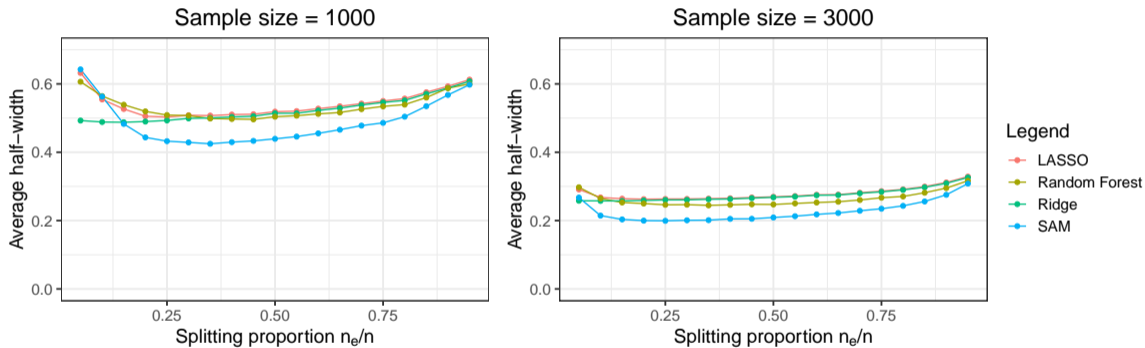 Sample size = 1000
Sample size = 3000
Average half−width
0.6
0.4
0.2
0.0
0.25
0.50
0.75
Splitting proportion nₑ/n
Average half−width
0.6
0.4
0.2
0.0
0.25
0.50
0.75
Splitting proportion nₑ/n
Legend
LASSO
Random Forest
Ridge
SAM